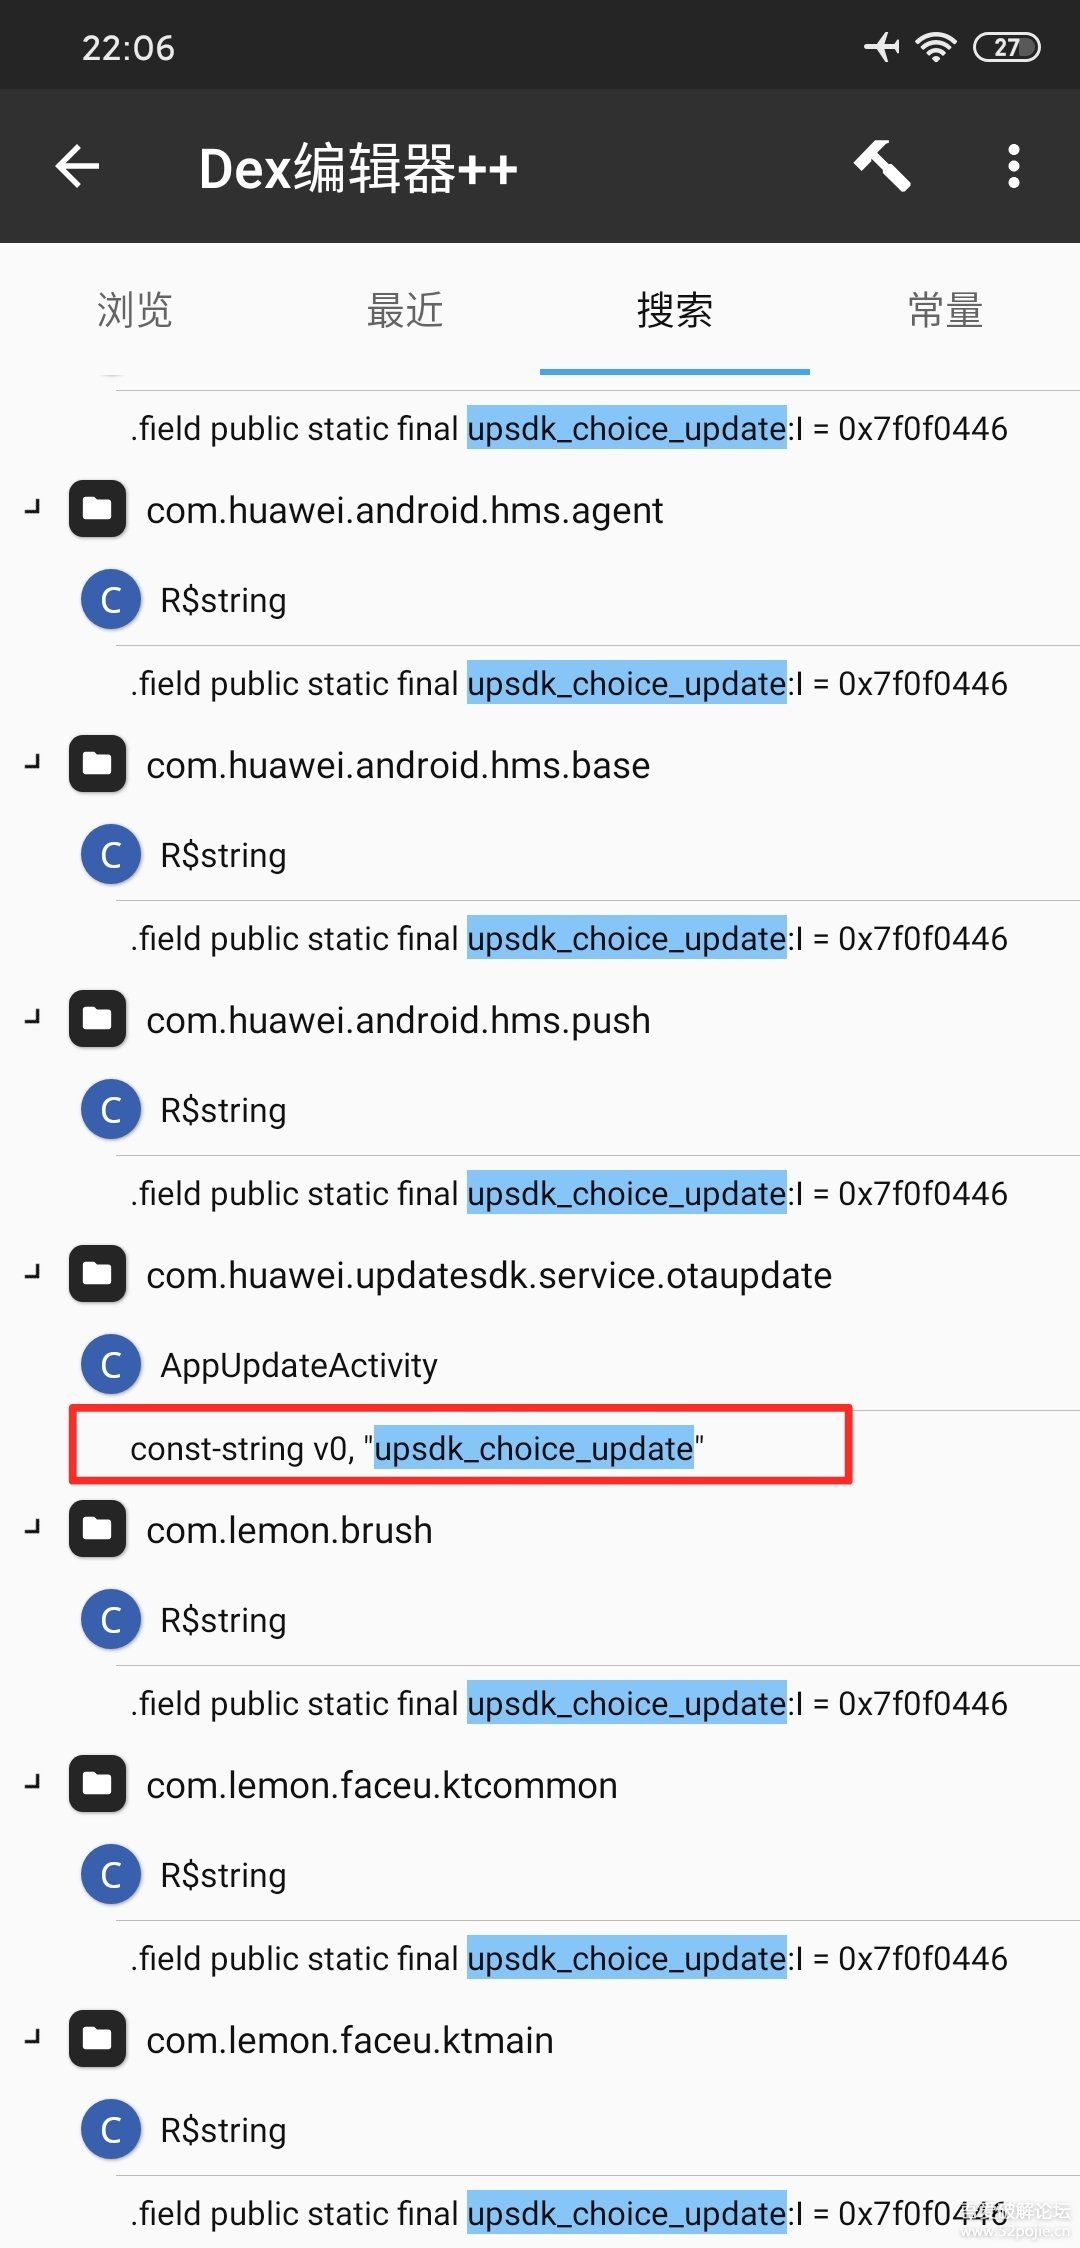 22:06
27
Dex编辑器++
浏览 最近 搜索 常量
.field public static final upsdk_choice_update:I = 0x7f0f0446
com.huawei.android.hms.agent
C R$string
.field public static final upsdk_choice_update:I = 0x7f0f0446
com.huawei.android.hms.base
C R$string
.field public static final upsdk_choice_update:I = 0x7f0f0446
com.huawei.android.hms.push
C R$string
.field public static final upsdk_choice_update:I = 0x7f0f0446
com.huawei.updatesdk.service.otaupdate
C AppUpdateActivity
const-string v0, "upsdk_choice_update"
com.lemon.brush
C R$string
.field public static final upsdk_choice_update:I = 0x7f0f0446
com.lemon.faceu.ktcommon
C R$string
.field public static final upsdk_choice_update:I = 0x7f0f0446
com.lemon.faceu.ktmain
C R$string
.field public static final upsdk_choice_update:I = 0x7f0f0446
吾爱破解论坛
www.52pojie.cn